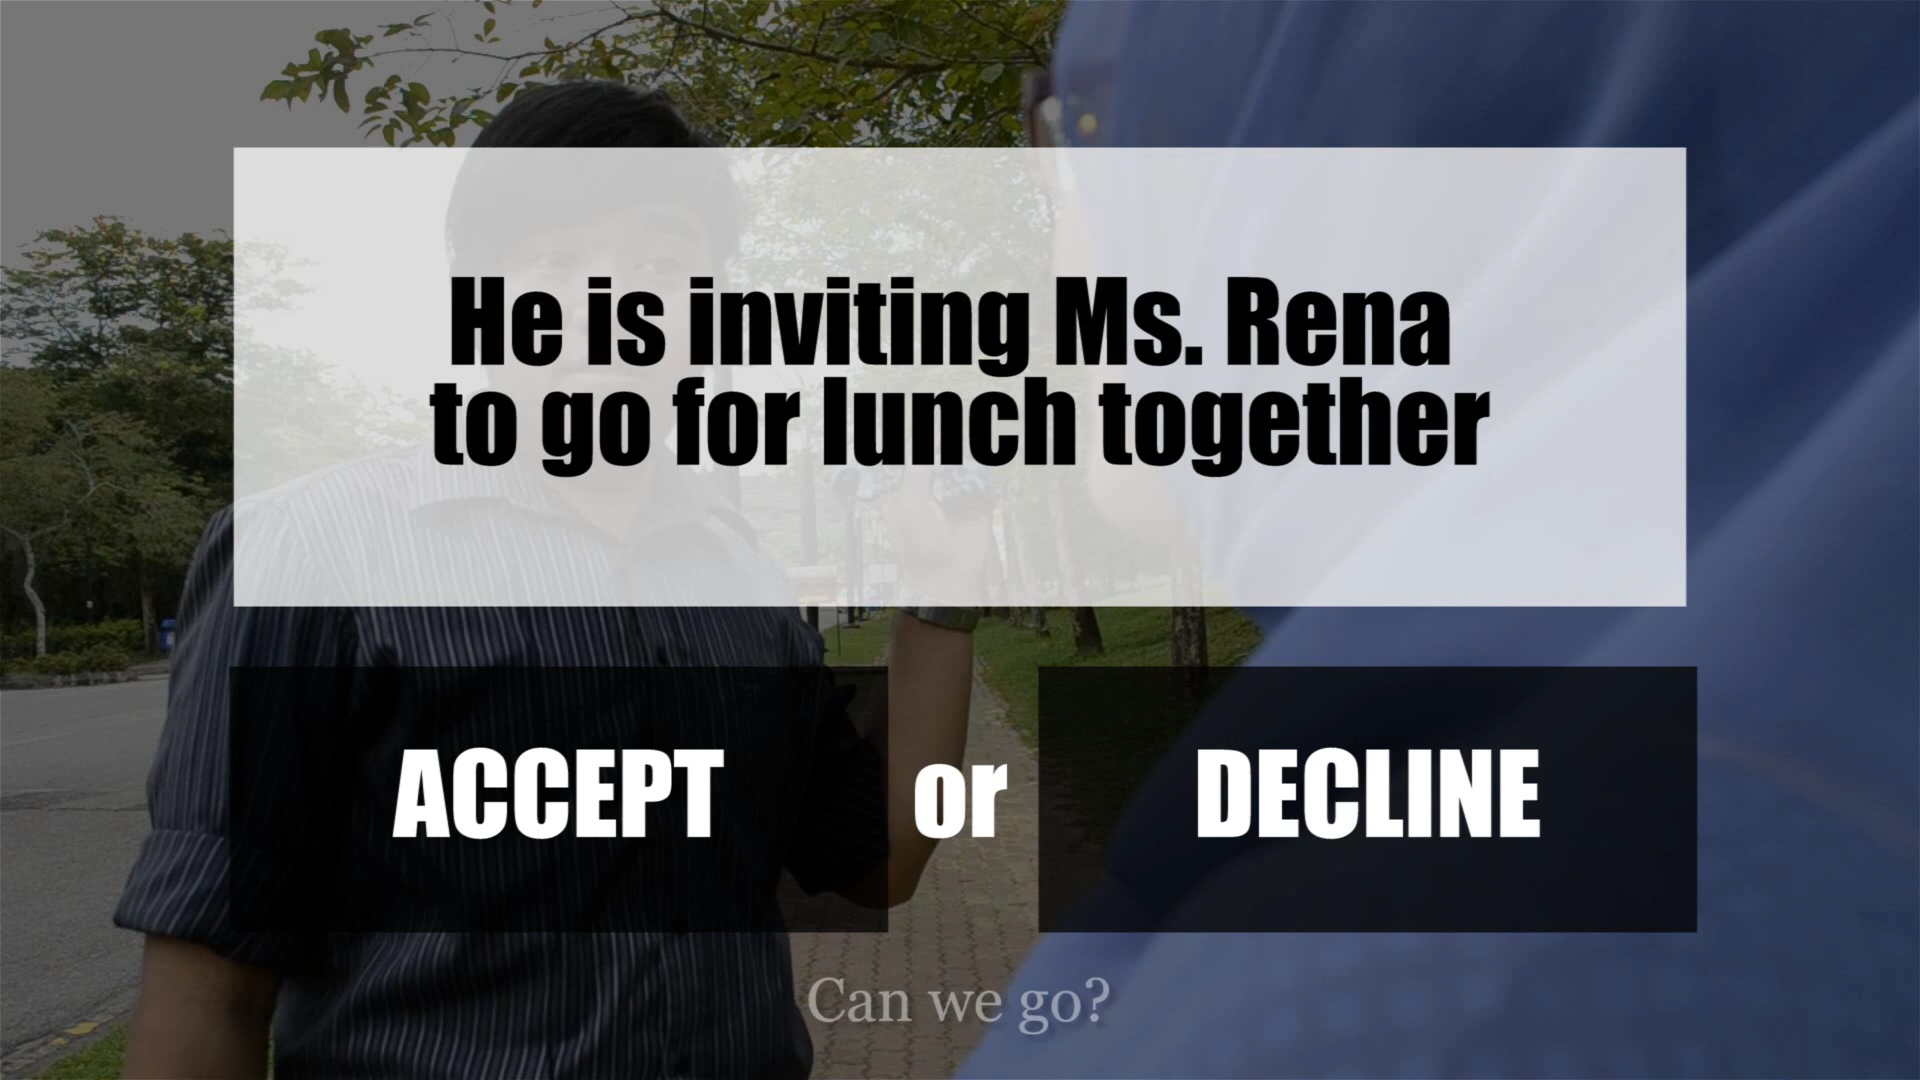 He is inviting Ms. Rena
to go for lunch together
ACCEPT or DECLINE
Can we go?